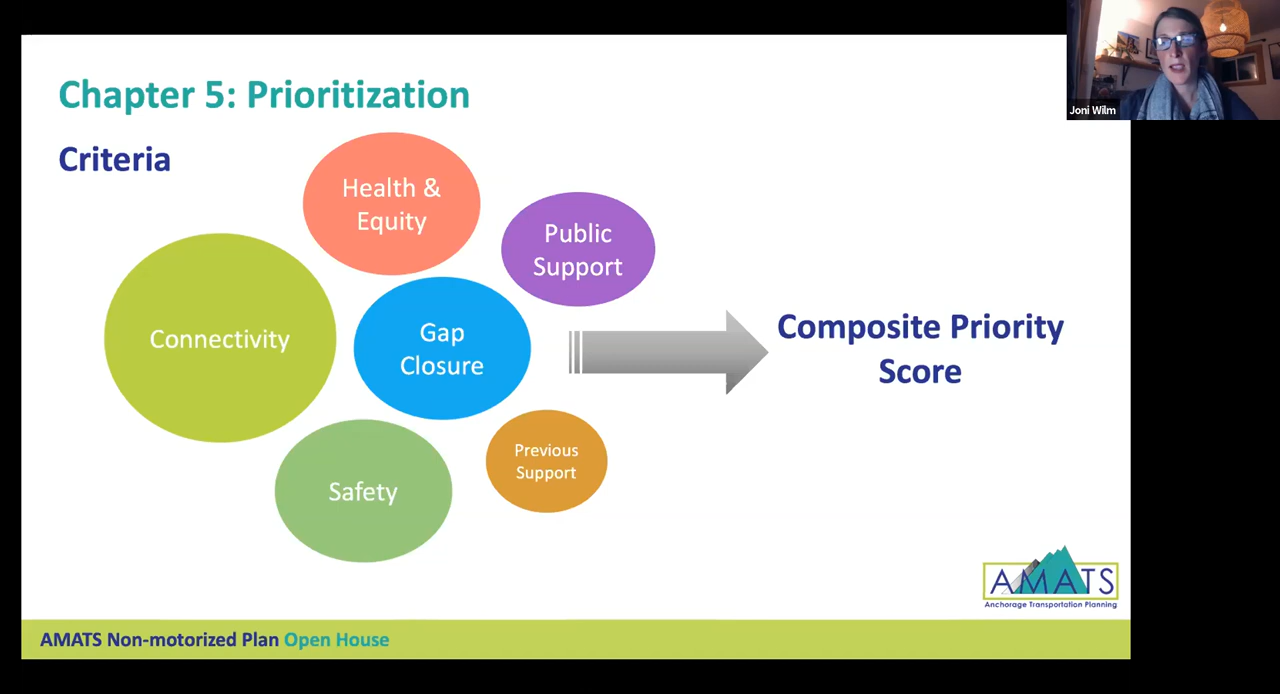 Joni Wilm
Chapter 5: Prioritization
Criteria
Health &
Equity
Public
Support
Connectivity
Gap
Closure
Composite Priority
Score
Previous
Support
Safety
AMATS
Anchorage Transportation Planning
AMATS Non-motorized Plan Open House